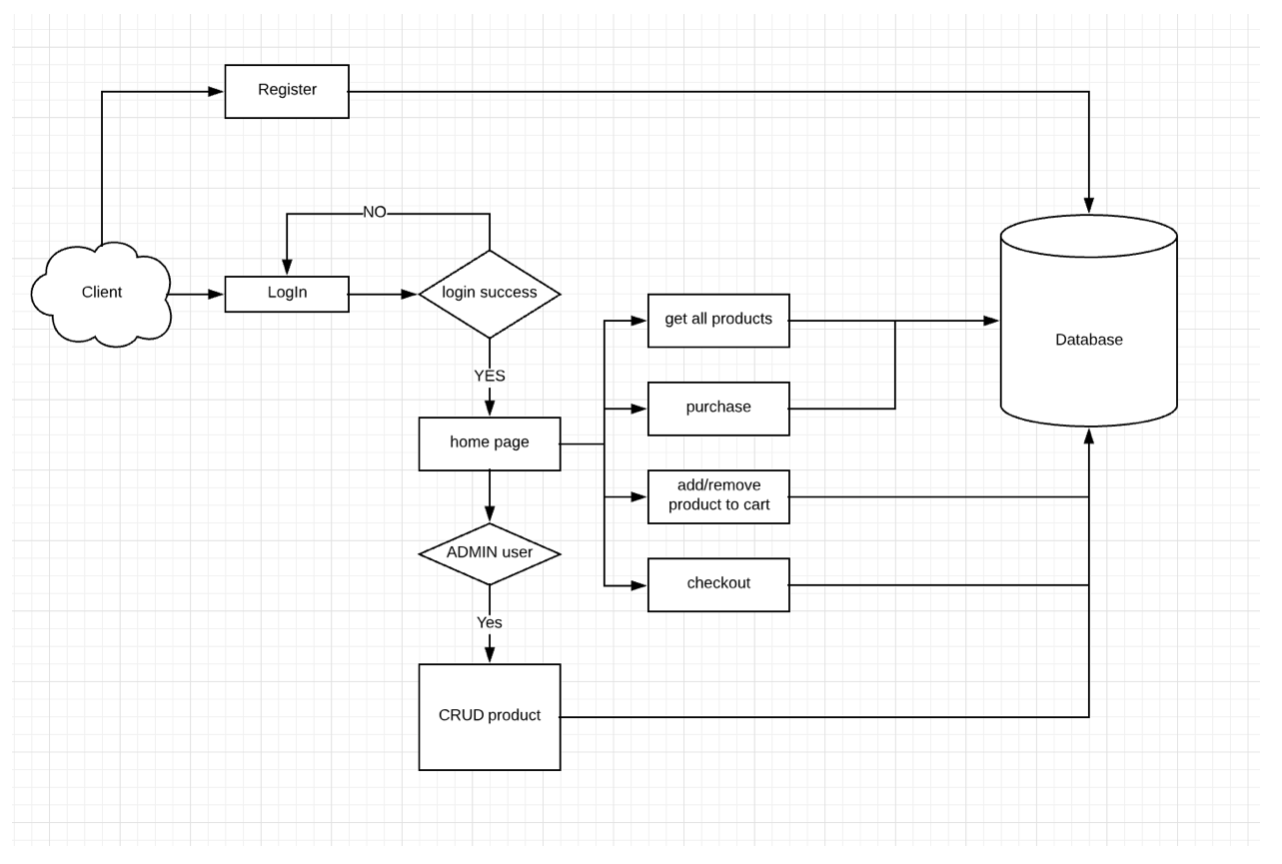 Register
NO
Client
LogIn
login success
get all products
Database
YES
purchase
home page
add/remove
product to cart
ADMIN user
checkout
Yes
CRUD product